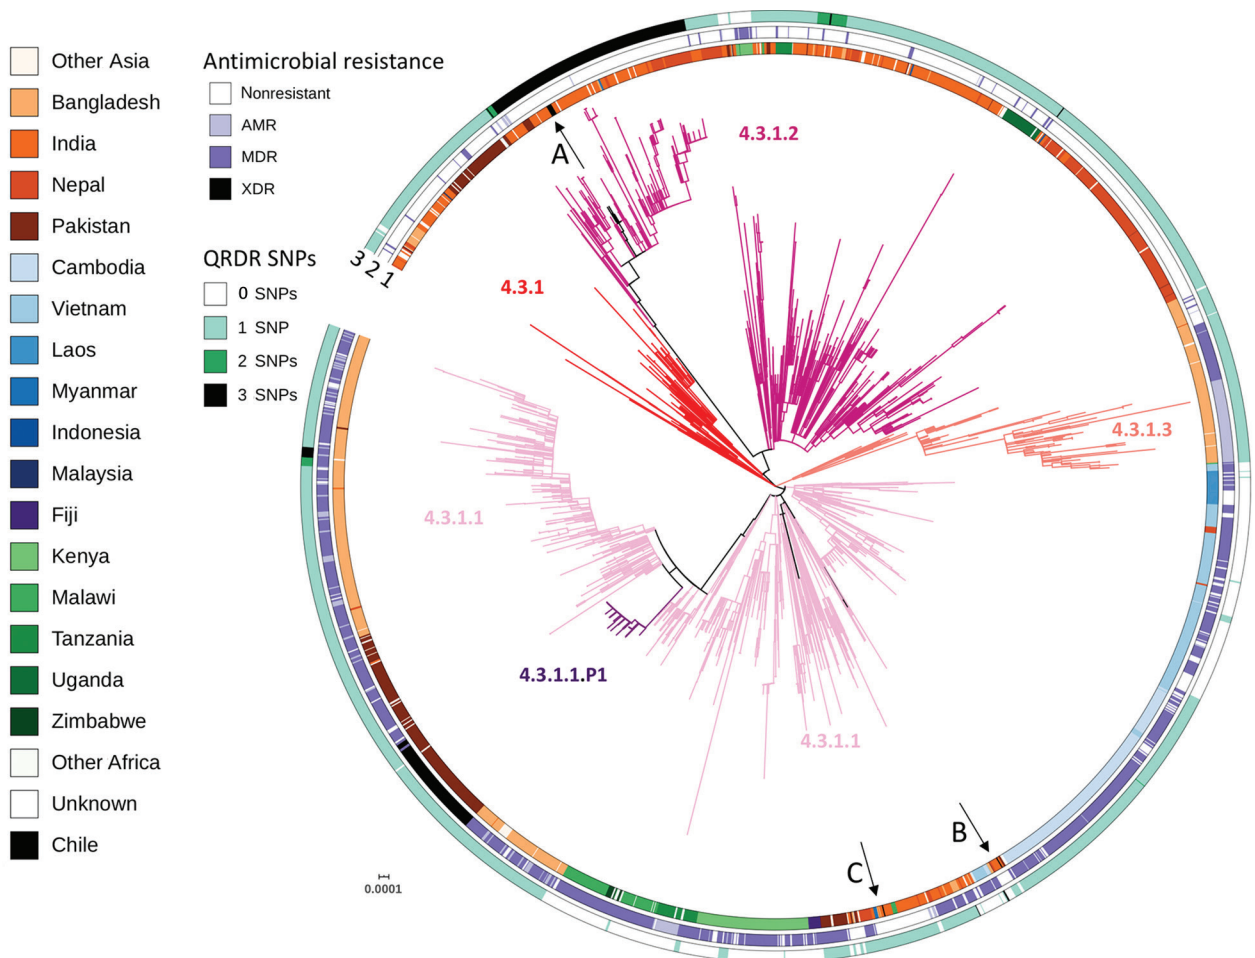 Other Asia
Bangladesh
India
Nepal
Pakistan
Cambodia
Vietnam
Laos
Myanmar
Indonesia
Malaysia
Fiji
Kenya
Malawi
Tanzania
Uganda
Zimbabwe
Other Africa
Unknown
Chile
Antimicrobial resistance
Nonresistant
AMR
MDR
XDR
QRDR SNPs
0 SNPs
1 SNP
2 SNPs
3 SNPs
3 2 1
A
4.3.1.2
4.3.1
4.3.1.3
4.3.1.1
4.3.1.1.P1
4.3.1.1
B
C
0.0001